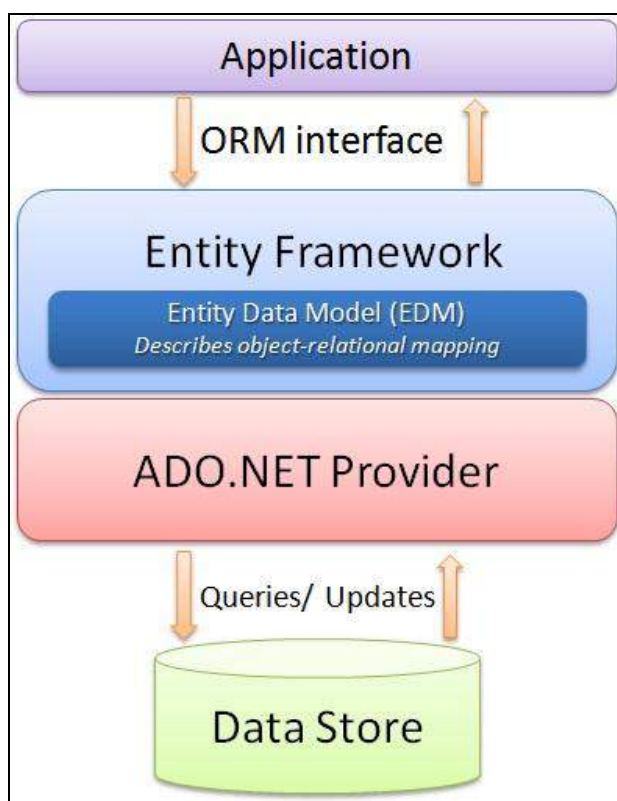 Application
ORM interface
Entity Framework
Entity Data Model (EDM)
Describes object-relational mapping
ADO.NET Provider
Queries/ Updates
Data Store